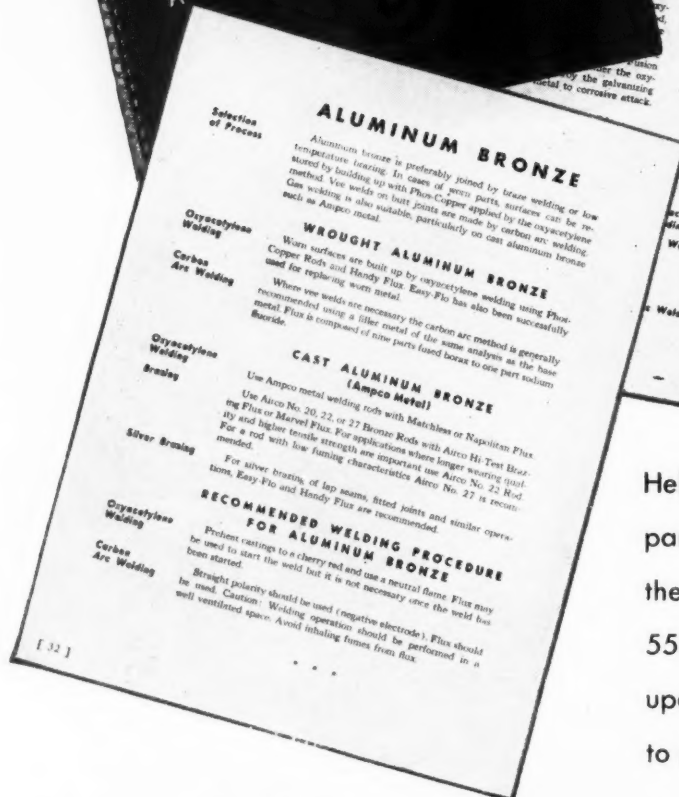 fusion
the oxy-
the galvanizing
metal to corrosive attack.
ALUMINUM BRONZE
Selection
of Process
Aluminum bronze is preferably joined by braze welding or low
temperature brazing. In cases of worn parts, surfaces can be re-
stored by building up with Phos-Copper applied by the oxyacetylene
method. Vee welds on butt joints are made by carbon arc welding.
Gas welding is also suitable, particularly on cast aluminum bronze
such as Ampco metal.
WROUGHT ALUMINUM BRONZE
Oxyacetylene
Welding
Worn surfaces are built up by oxyacetylene welding using Phos-
Copper Rods and Handy Flux. Easy-Flo has also been successfully
used for replacing worn metal.
Carbon
Arc Welding
Where vee welds are necessary the carbon arc method is generally
recommended using a filler metal of the same analysis as the base
metal. Flux is composed of nine parts fused borax to one part sodium
fluoride.
CAST ALUMINUM BRONZE
(Ampco Metal)
Oxyacetylene
Welding
Use Ampco metal welding rods with Matchless or Napolitan Flux.
Brazing
Use Airco No. 20, 22, or 27 Bronze Rods with Airco Hi-Test Braz-
ing Flux or Marvel Flux. For applications where longer wearing qual-
ity and higher tensile strength are important use Airco No. 22 Rod.
For a rod with low fuming characteristics Airco No. 27 is recom-
mended.
Silver Brazing
For silver brazing of lap seams, fitted joints and similar opera-
tions, Easy-Flo and Handy Flux are recommended.
RECOMMENDED WELDING PROCEDURE
FOR ALUMINUM BRONZE
Oxyacetylene
Welding
Preheat castings to a cherry red and use a neutral flame. Flux may
be used to start the weld but it is not necessary once the weld has
been started.
Carbon
Arc Welding
Straight polarity should be used (negative electrode). Flux should
be used. Caution: Welding operation should be performed in a
well ventilated space. Avoid inhaling fumes from flux.
[ 32 ]
He
pa
the
55
up
to